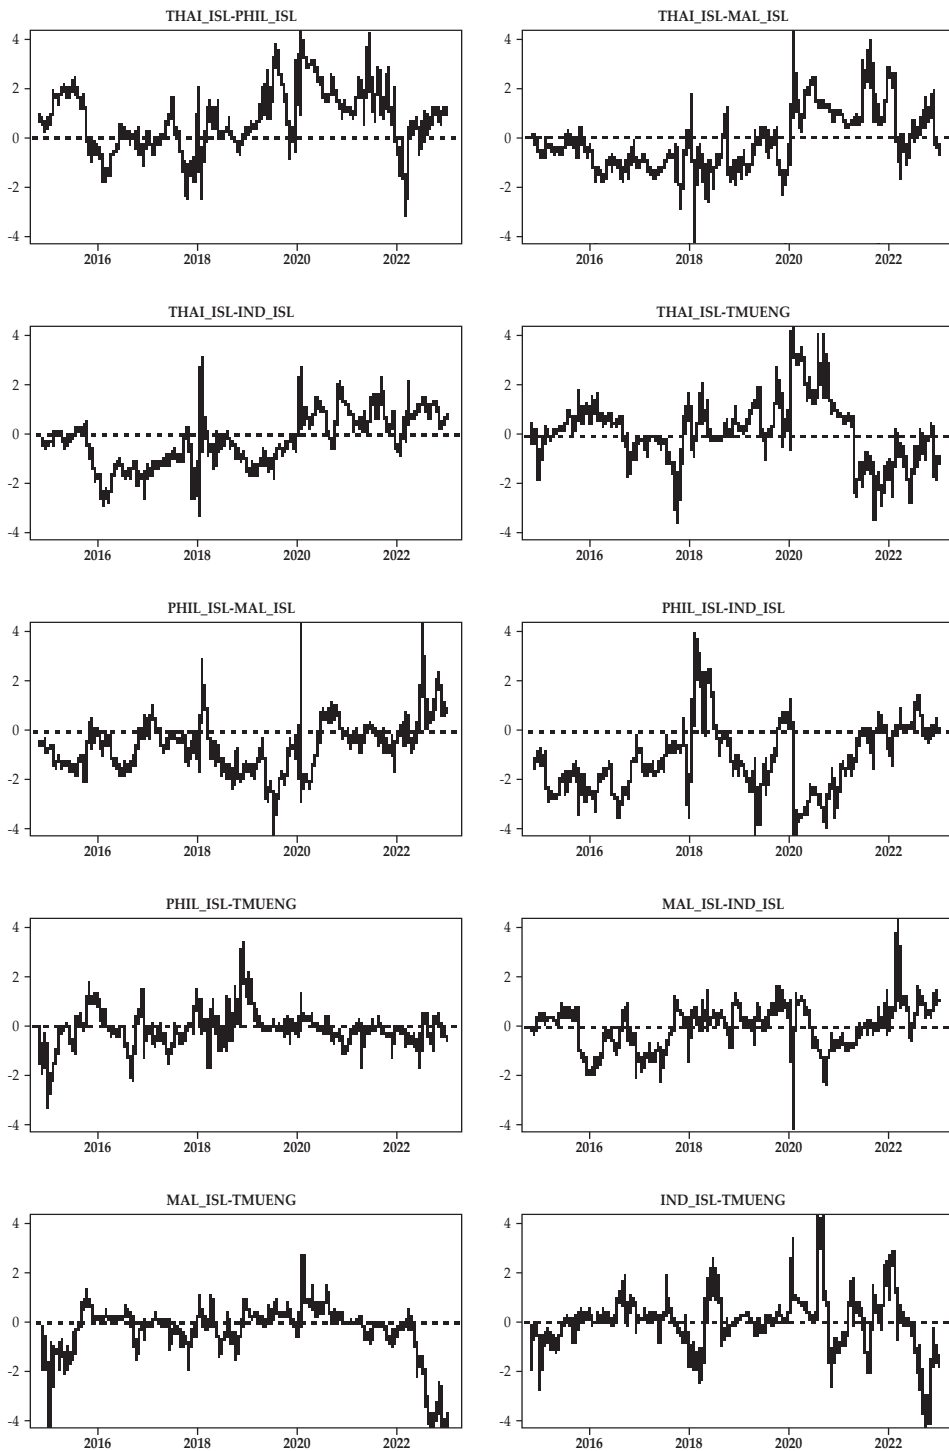 THAI_ISL-PHIL_ISL
4
2
0
-2
-4
2016 2018 2020 2022
THAI_ISL-MAL_ISL
4
2
0
-2
-4
2016 2018 2020 2022
THAI_ISL-IND_ISL
4
2
0
-2
-4
2016 2018 2020 2022
THAI_ISL-TMUENG
4
2
0
-2
-4
2016 2018 2020 2022
PHIL_ISL-MAL_ISL
4
2
0
-2
-4
2016 2018 2020 2022
PHIL_ISL-IND_ISL
4
2
0
-2
-4
2016 2018 2020 2022
PHIL_ISL-TMUENG
4
2
0
-2
-4
2016 2018 2020 2022
MAL_ISL-IND_ISL
4
2
0
-2
-4
2016 2018 2020 2022
MAL_ISL-TMUENG
4
2
0
-2
-4
2016 2018 2020 2022
IND_ISL-TMUENG
4
2
0
-2
-4
2016 2018 2020 2022